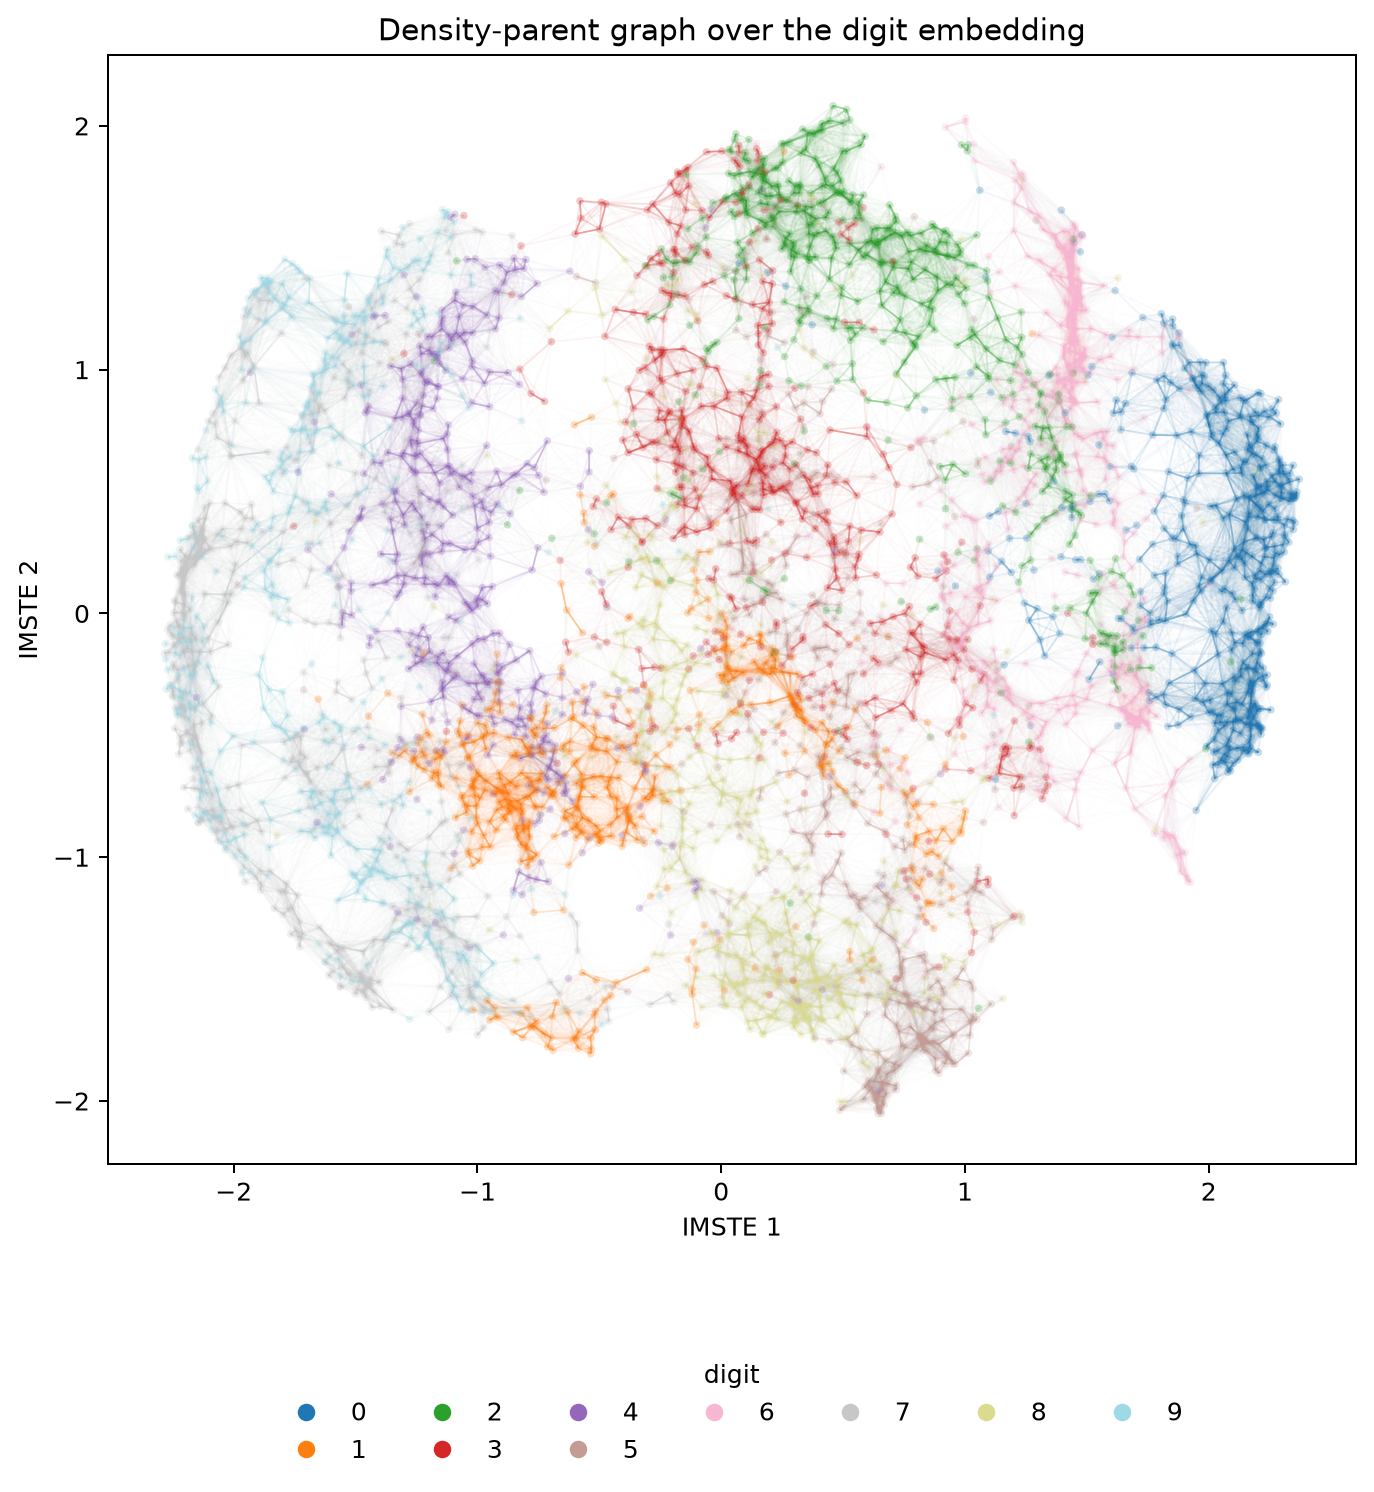 Density-parent graph over the digit embedding
2
1
0
−1
−2
IMSTE 2
−2 −1 0 1 2
IMSTE 1
digit
0 2 4 6 7 8 9
1 3 5